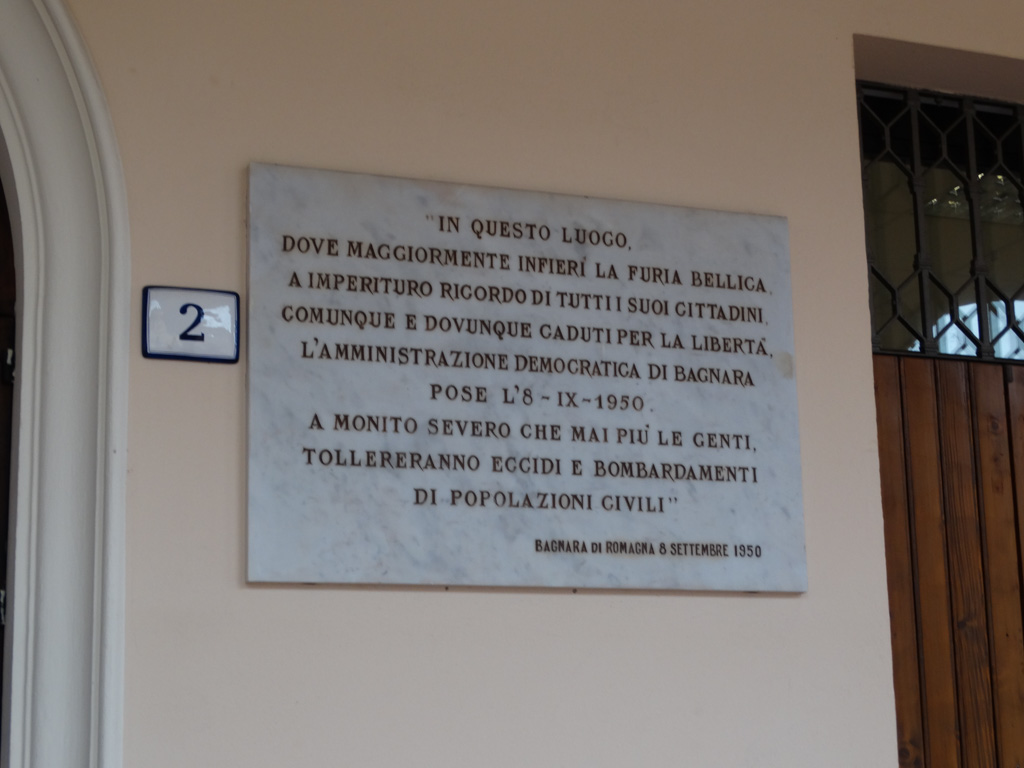 2
"IN QUESTO LUOGO,
DOVE MAGGIORMENTE INFIERÍ LA FURIA BELLICA.
A IMPERITURO RICORDO DI TUTTI I SUOI CITTADINI.
COMUNQUE E DOVUNQUE CADUTI PER LA LIBERTÁ,
L'AMMINISTRAZIONE DEMOCRATICA DI BAGNARA
POSE L'8-IX-1950.
A MONITO SEVERO CHE MAI PIÙ LE GENTI,
TOLLERERANNO ECCIDI E BOMBARDAMENTI
DI POPOLAZIONI CIVILI"
BAGNARA DI ROMAGNA 8 SETTEMBRE 1950